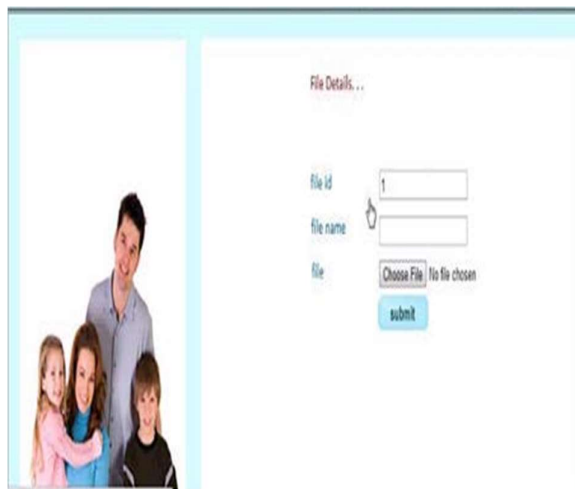 File Details. . .
file id 1
file name
file Choose File No file chosen
submit